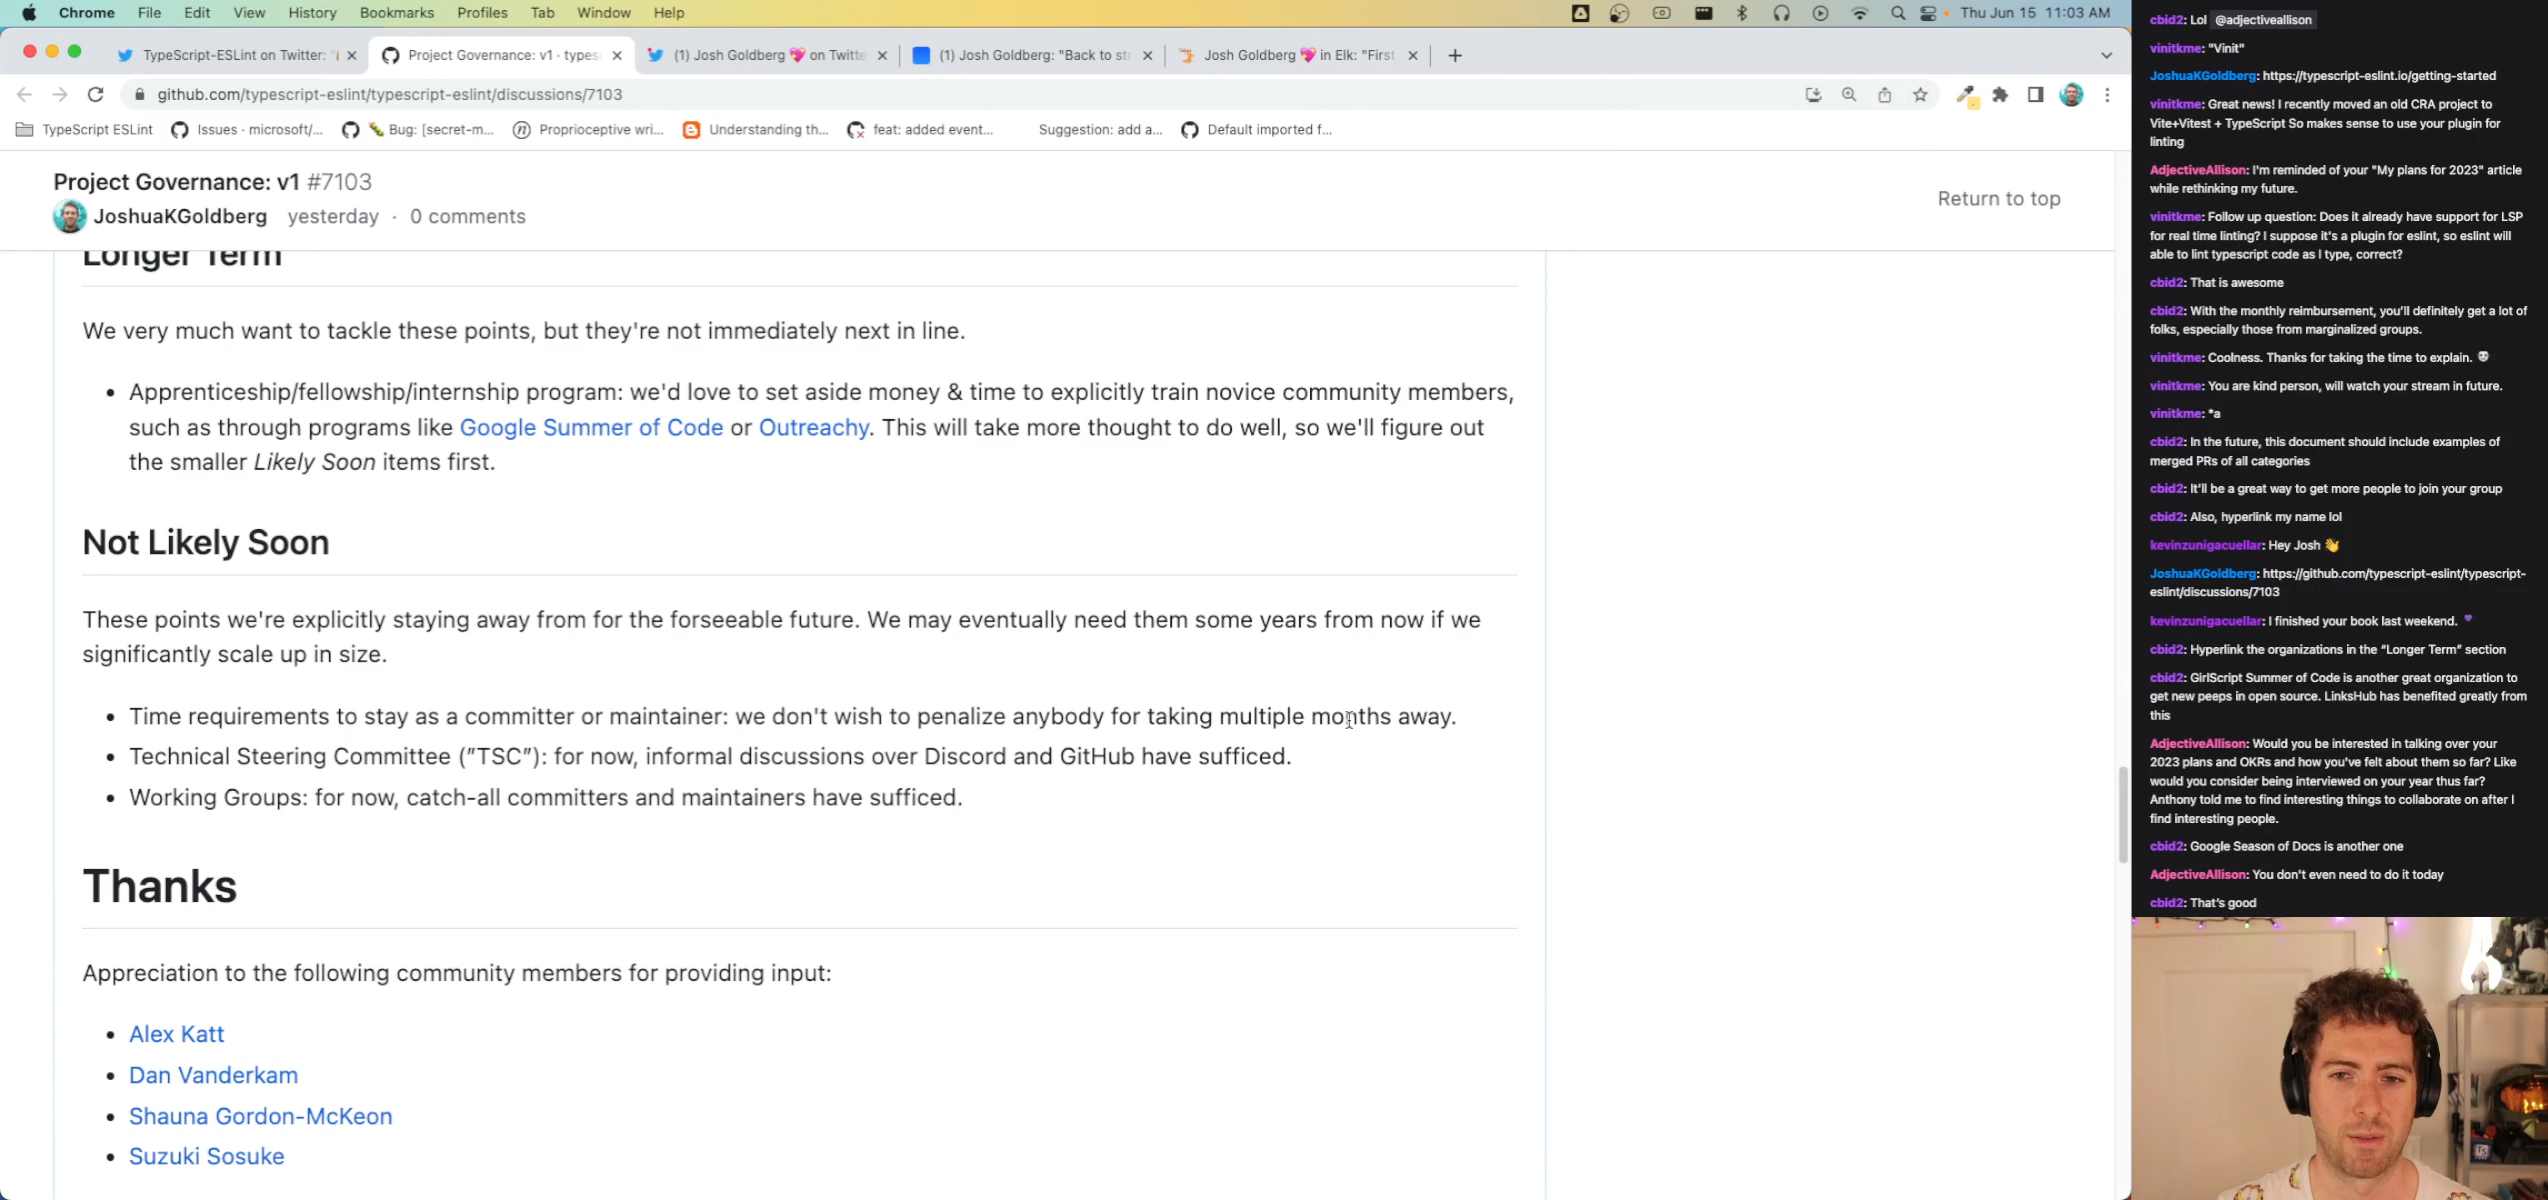 Chrome File Edit View History Bookmarks Profiles Tab Window Help
Thu Jun 15 11:03 AM
TypeScript-ESLint on Twitter: "
Project Governance: v1 · types
(1) Josh Goldberg 💖 on Twitte
(1) Josh Goldberg: "Back to str
Josh Goldberg 💖 in Elk: "First
github.com/typescript-eslint/typescript-eslint/discussions/7103
TypeScript ESLint
Issues · microsoft/...
🐛 Bug: [secret-m...
Proprioceptive wri...
Understanding th...
feat: added event...
Suggestion: add a...
Default imported f...
Project Governance: v1 #7103
JoshuaKGoldberg yesterday · 0 comments
Return to top
Longer Term
We very much want to tackle these points, but they're not immediately next in line.
• Apprenticeship/fellowship/internship program: we'd love to set aside money & time to explicitly train novice community members,
such as through programs like Google Summer of Code or Outreachy. This will take more thought to do well, so we'll figure out
the smaller Likely Soon items first.
Not Likely Soon
These points we're explicitly staying away from for the forseeable future. We may eventually need them some years from now if we
significantly scale up in size.
• Time requirements to stay as a committer or maintainer: we don't wish to penalize anybody for taking multiple months away.
• Technical Steering Committee ("TSC"): for now, informal discussions over Discord and GitHub have sufficed.
• Working Groups: for now, catch-all committers and maintainers have sufficed.
Thanks
Appreciation to the following community members for providing input:
• Alex Katt
• Dan Vanderkam
• Shauna Gordon-McKeon
• Suzuki Sosuke
cbid2: Lol @adjectiveallison
vinitkme: "Vinit"
JoshuaKGoldberg: https://typescript-eslint.io/getting-started
vinitkme: Great news! I recently moved an old CRA project to
Vite+Vitest + TypeScript So makes sense to use your plugin for
linting
AdjectiveAllison: I'm reminded of your "My plans for 2023" article
while rethinking my future.
vinitkme: Follow up question: Does it already have support for LSP
for real time linting? I suppose it's a plugin for eslint, so eslint will
able to lint typescript code as I type, correct?
cbid2: That is awesome
cbid2: With the monthly reimbursement, you'll definitely get a lot of
folks, especially those from marginalized groups.
vinitkme: Coolness. Thanks for taking the time to explain.
vinitkme: You are kind person, will watch your stream in future.
vinitkme: *a
cbid2: In the future, this document should include examples of
merged PRs of all categories
cbid2: It'll be a great way to get more people to join your group
cbid2: Also, hyperlink my name lol
kevinzunigacuellar: Hey Josh 👋
JoshuaKGoldberg: https://github.com/typescript-eslint/typescript-
eslint/discussions/7103
kevinzunigacuellar: I finished your book last weekend. 💜
cbid2: Hyperlink the organizations in the "Longer Term" section
cbid2: GirlScript Summer of Code is another great organization to
get new peeps in open source. LinksHub has benefited greatly from
this
AdjectiveAllison: Would you be interested in talking over your
2023 plans and OKRs and how you've felt about them so far? Like
would you consider being interviewed on your year thus far?
Anthony told me to find interesting things to collaborate on after I
find interesting people.
cbid2: Google Season of Docs is another one
AdjectiveAllison: You don't even need to do it today
cbid2: That's good